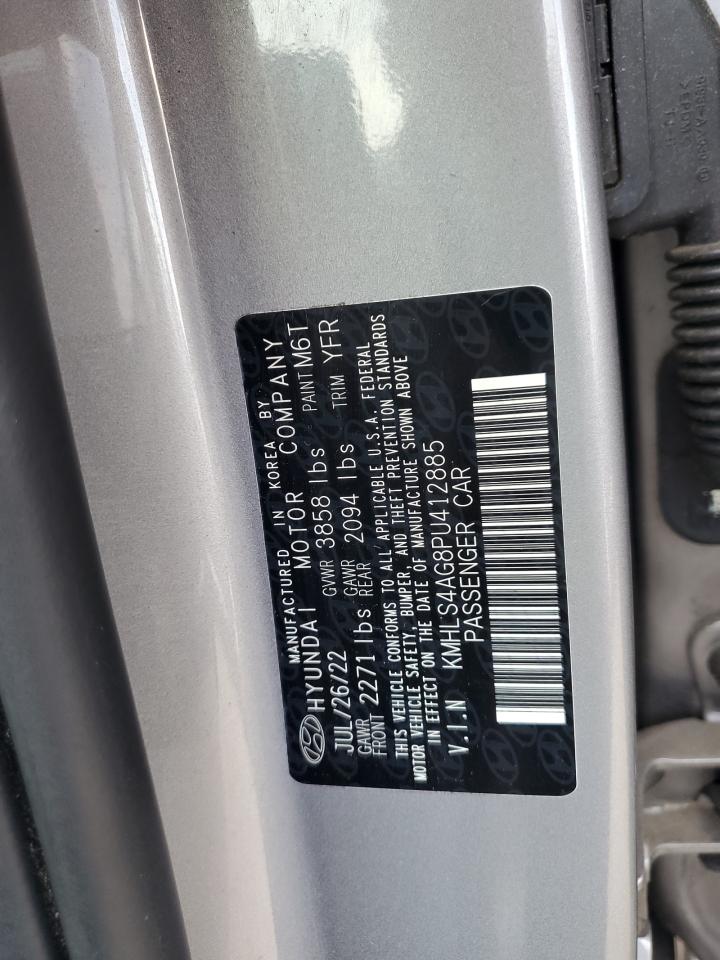 MANUFACTURED IN KOREA BY
HYUNDAI MOTOR COMPANY
JUL/26/22 GVWR 3858 lbs PAINT M6T
GAWR FRONT 2271 lbs GAWR REAR 2094 lbs TRIM YFR
THIS VEHICLE CONFORMS TO ALL APPLICABLE U.S.A. FEDERAL
MOTOR VEHICLE SAFETY, BUMPER, AND THEFT PREVENTION STANDARDS
IN EFFECT ON THE DATE OF MANUFACTURE SHOWN ABOVE
V.I.N KMHLS4AG8PU412885
PASSENGER CAR